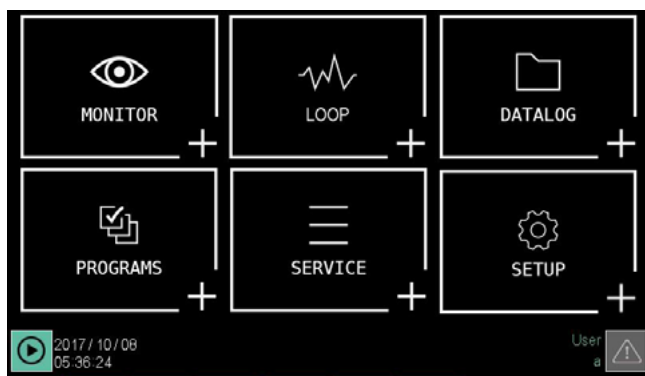 MONITOR
LOOP
DATALOG
PROGRAMS
SERVICE
SETUP
2017/10/08
05:36:24
User
a